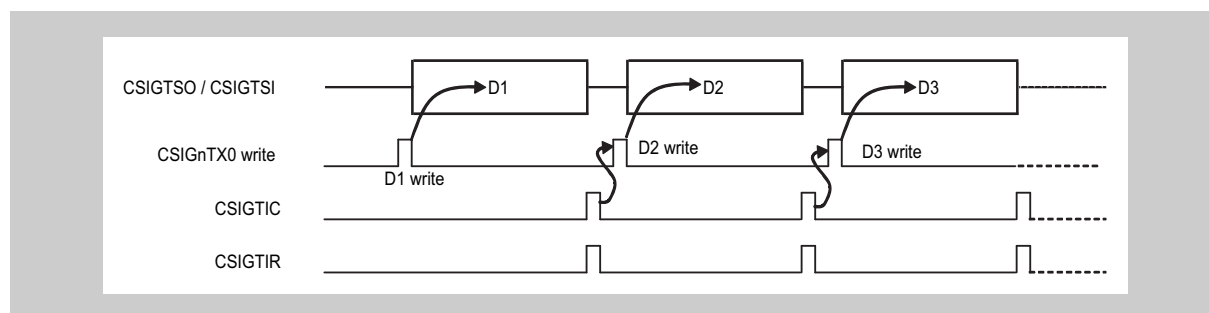 CSIGTSO / CSIGTSI
D1
D2
D3
CSIGnTX0 write
D1 write
D2 write
D3 write
CSIGTIC
CSIGTIR